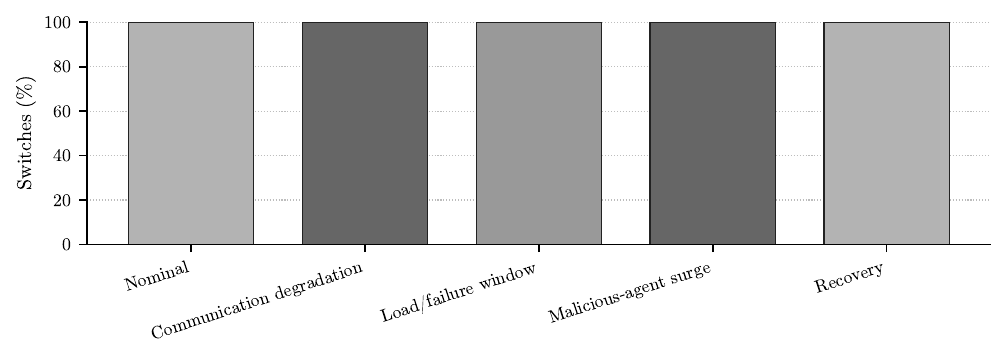 Switches (%)
100
80
60
40
20
0
Nominal
Communication degradation
Load/failure window
Malicious-agent surge
Recovery